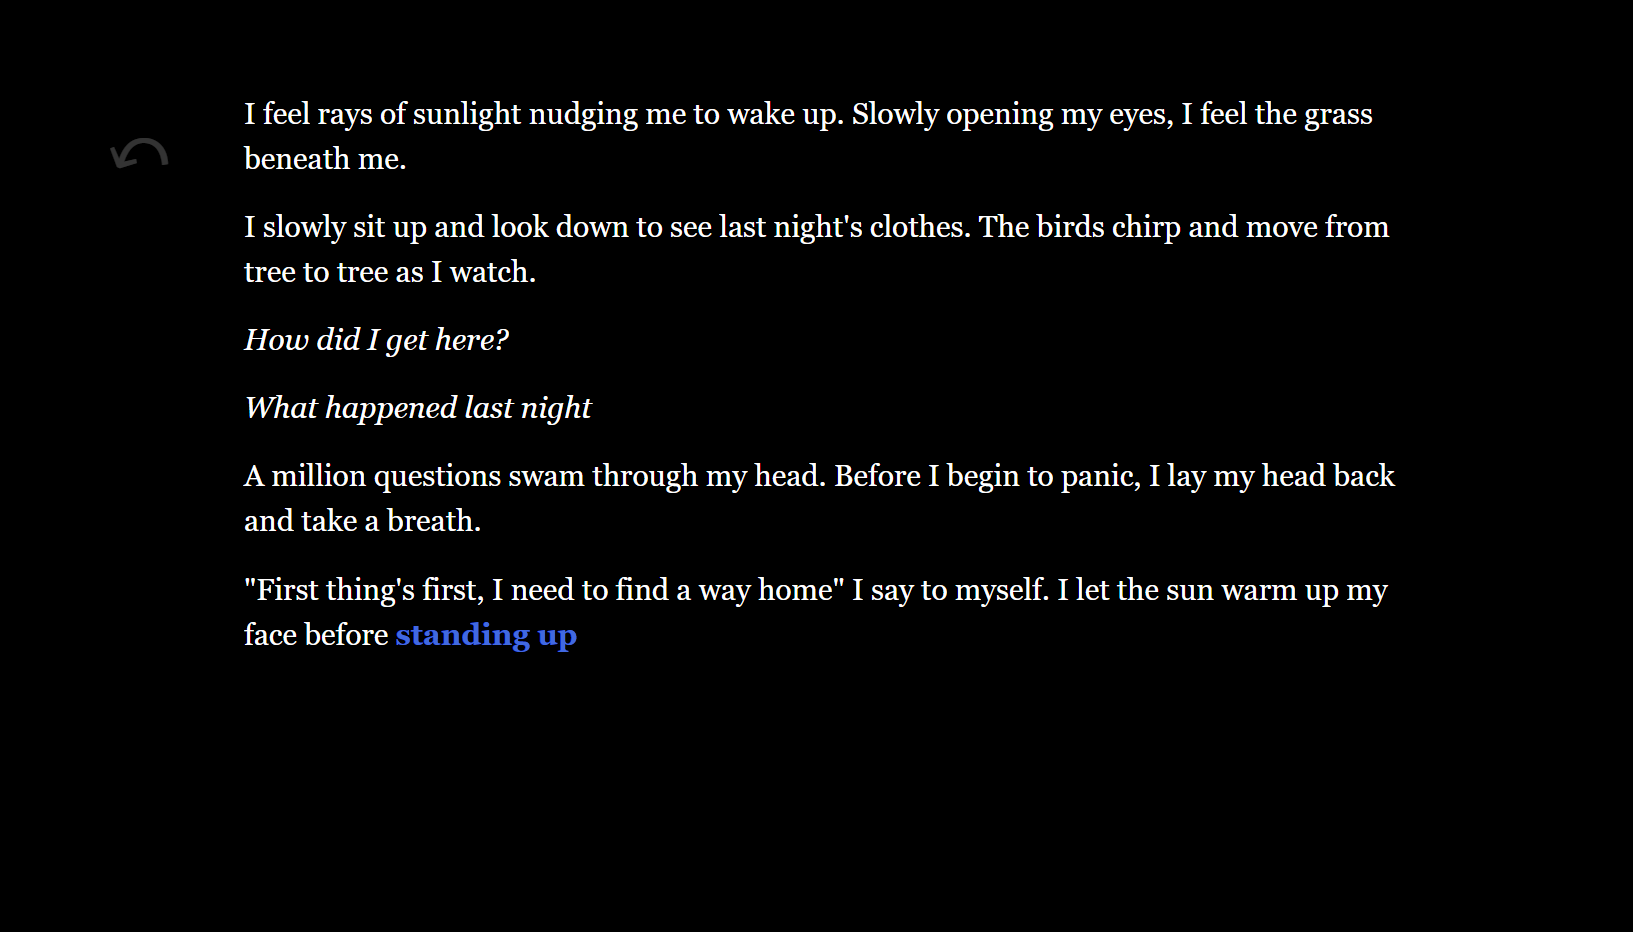 I feel rays of sunlight nudging me to wake up. Slowly opening my eyes, I feel the grass
beneath me.
I slowly sit up and look down to see last night's clothes. The birds chirp and move from
tree to tree as I watch.
How did I get here?
What happened last night
A million questions swam through my head. Before I begin to panic, I lay my head back
and take a breath.
"First thing's first, I need to find a way home" I say to myself. I let the sun warm up my
face before standing up